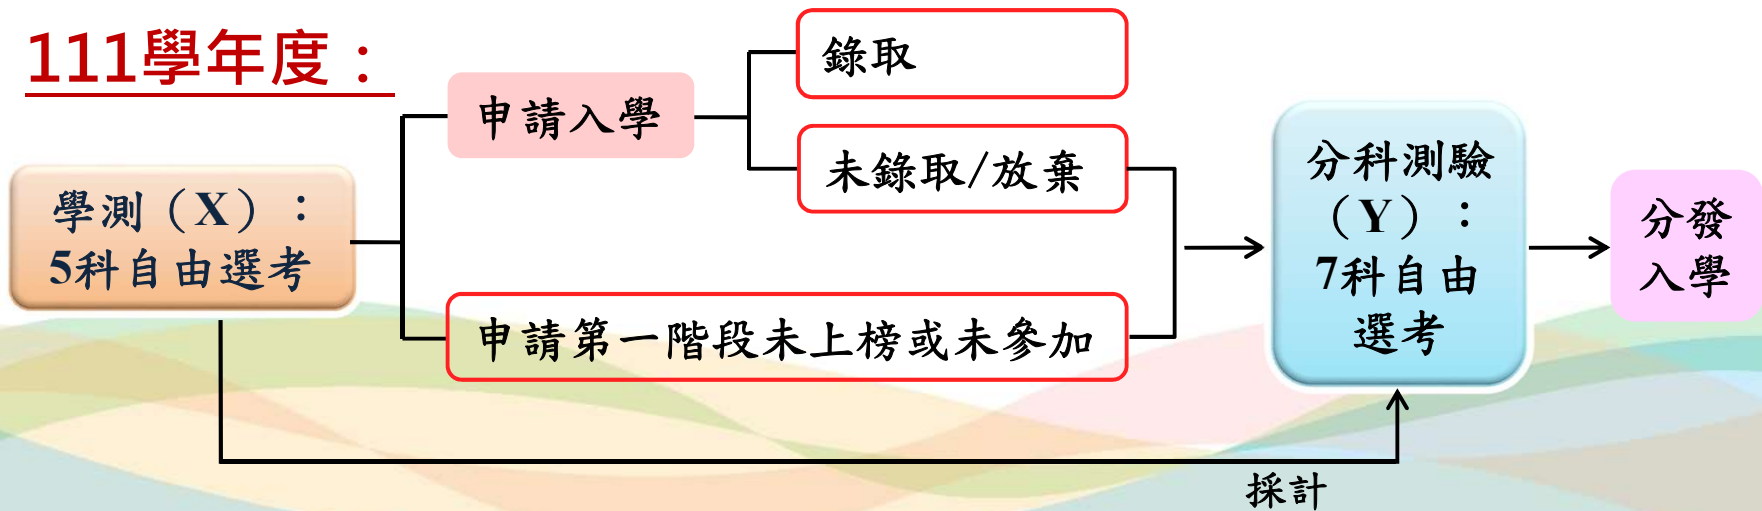 111學年度：
學測（X）：
5科自由選考
申請入學
錄取
未錄取/放棄
申請第一階段未上榜或未參加
分科測驗
（Y）：
7科自由
選考
分發
入學
採計